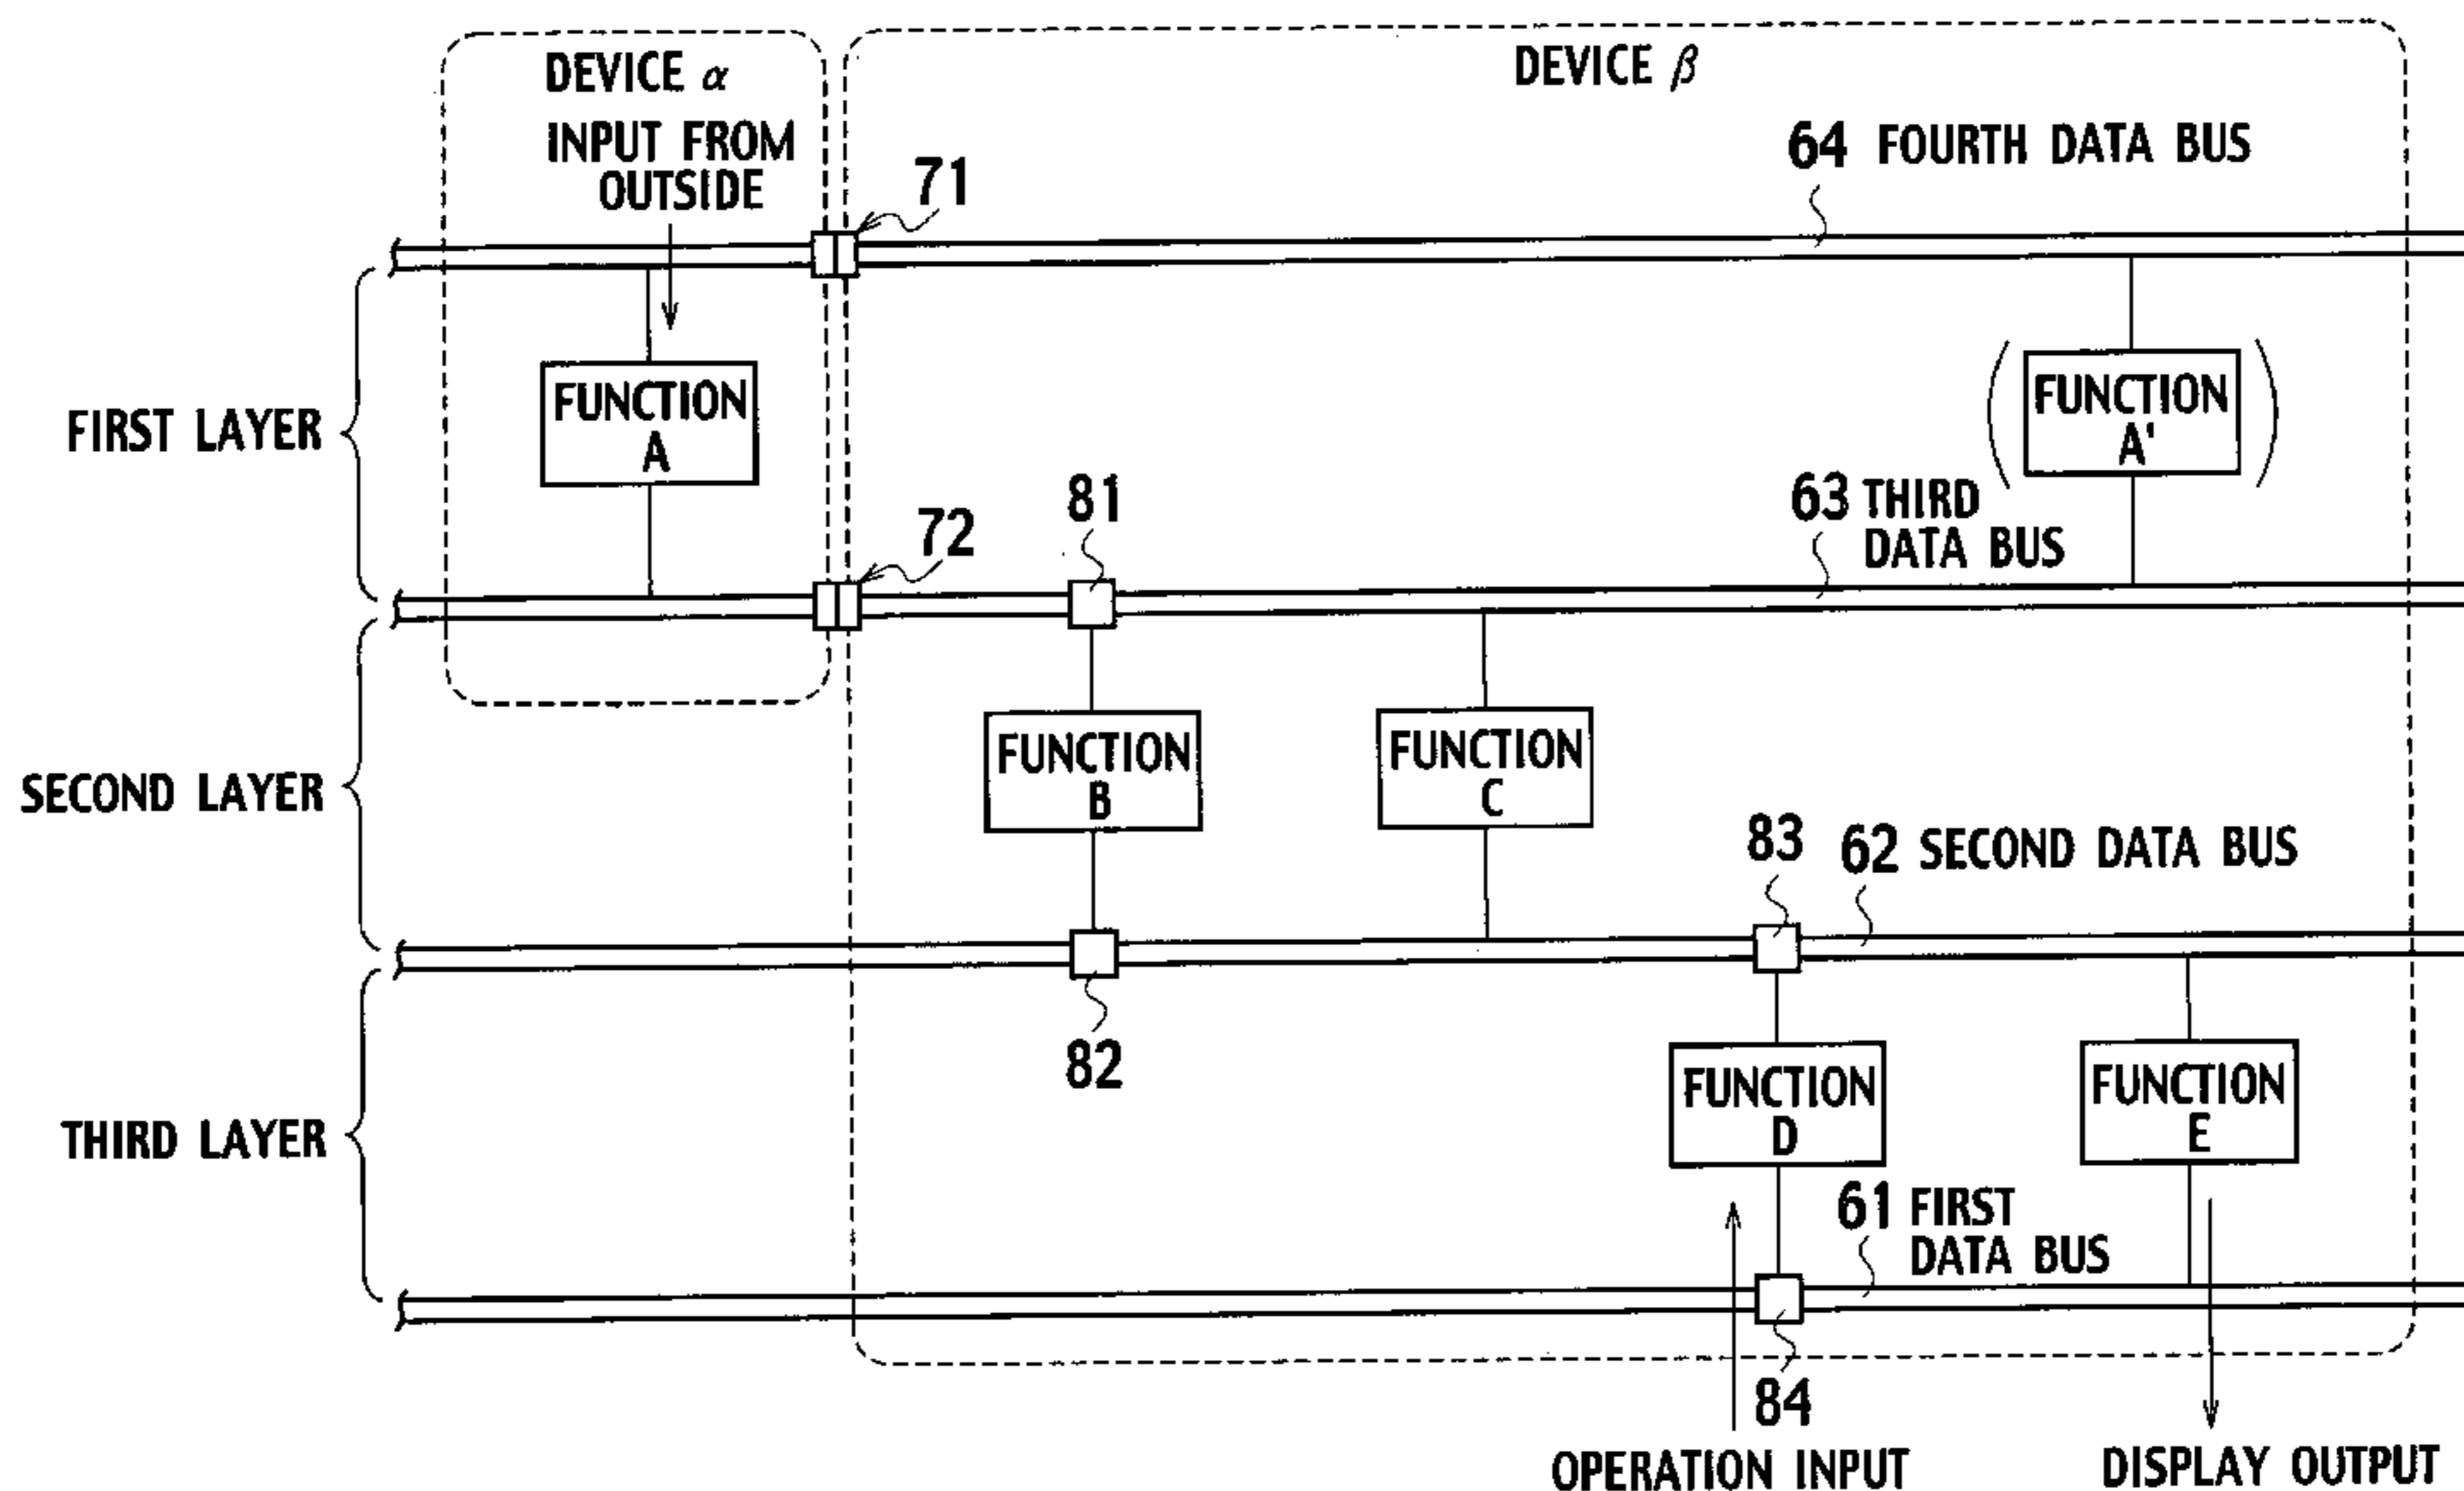 DEVICE α
INPUT FROM
OUTSIDE
DEVICE β
71
64 FOURTH DATA BUS
FIRST LAYER
FUNCTION
A
FUNCTION
A'
72
81
63 THIRD
DATA BUS
SECOND LAYER
FUNCTION
B
FUNCTION
C
83
62 SECOND DATA BUS
82
THIRD LAYER
FUNCTION
D
FUNCTION
E
61 FIRST
DATA BUS
84
OPERATION INPUT
DISPLAY OUTPUT